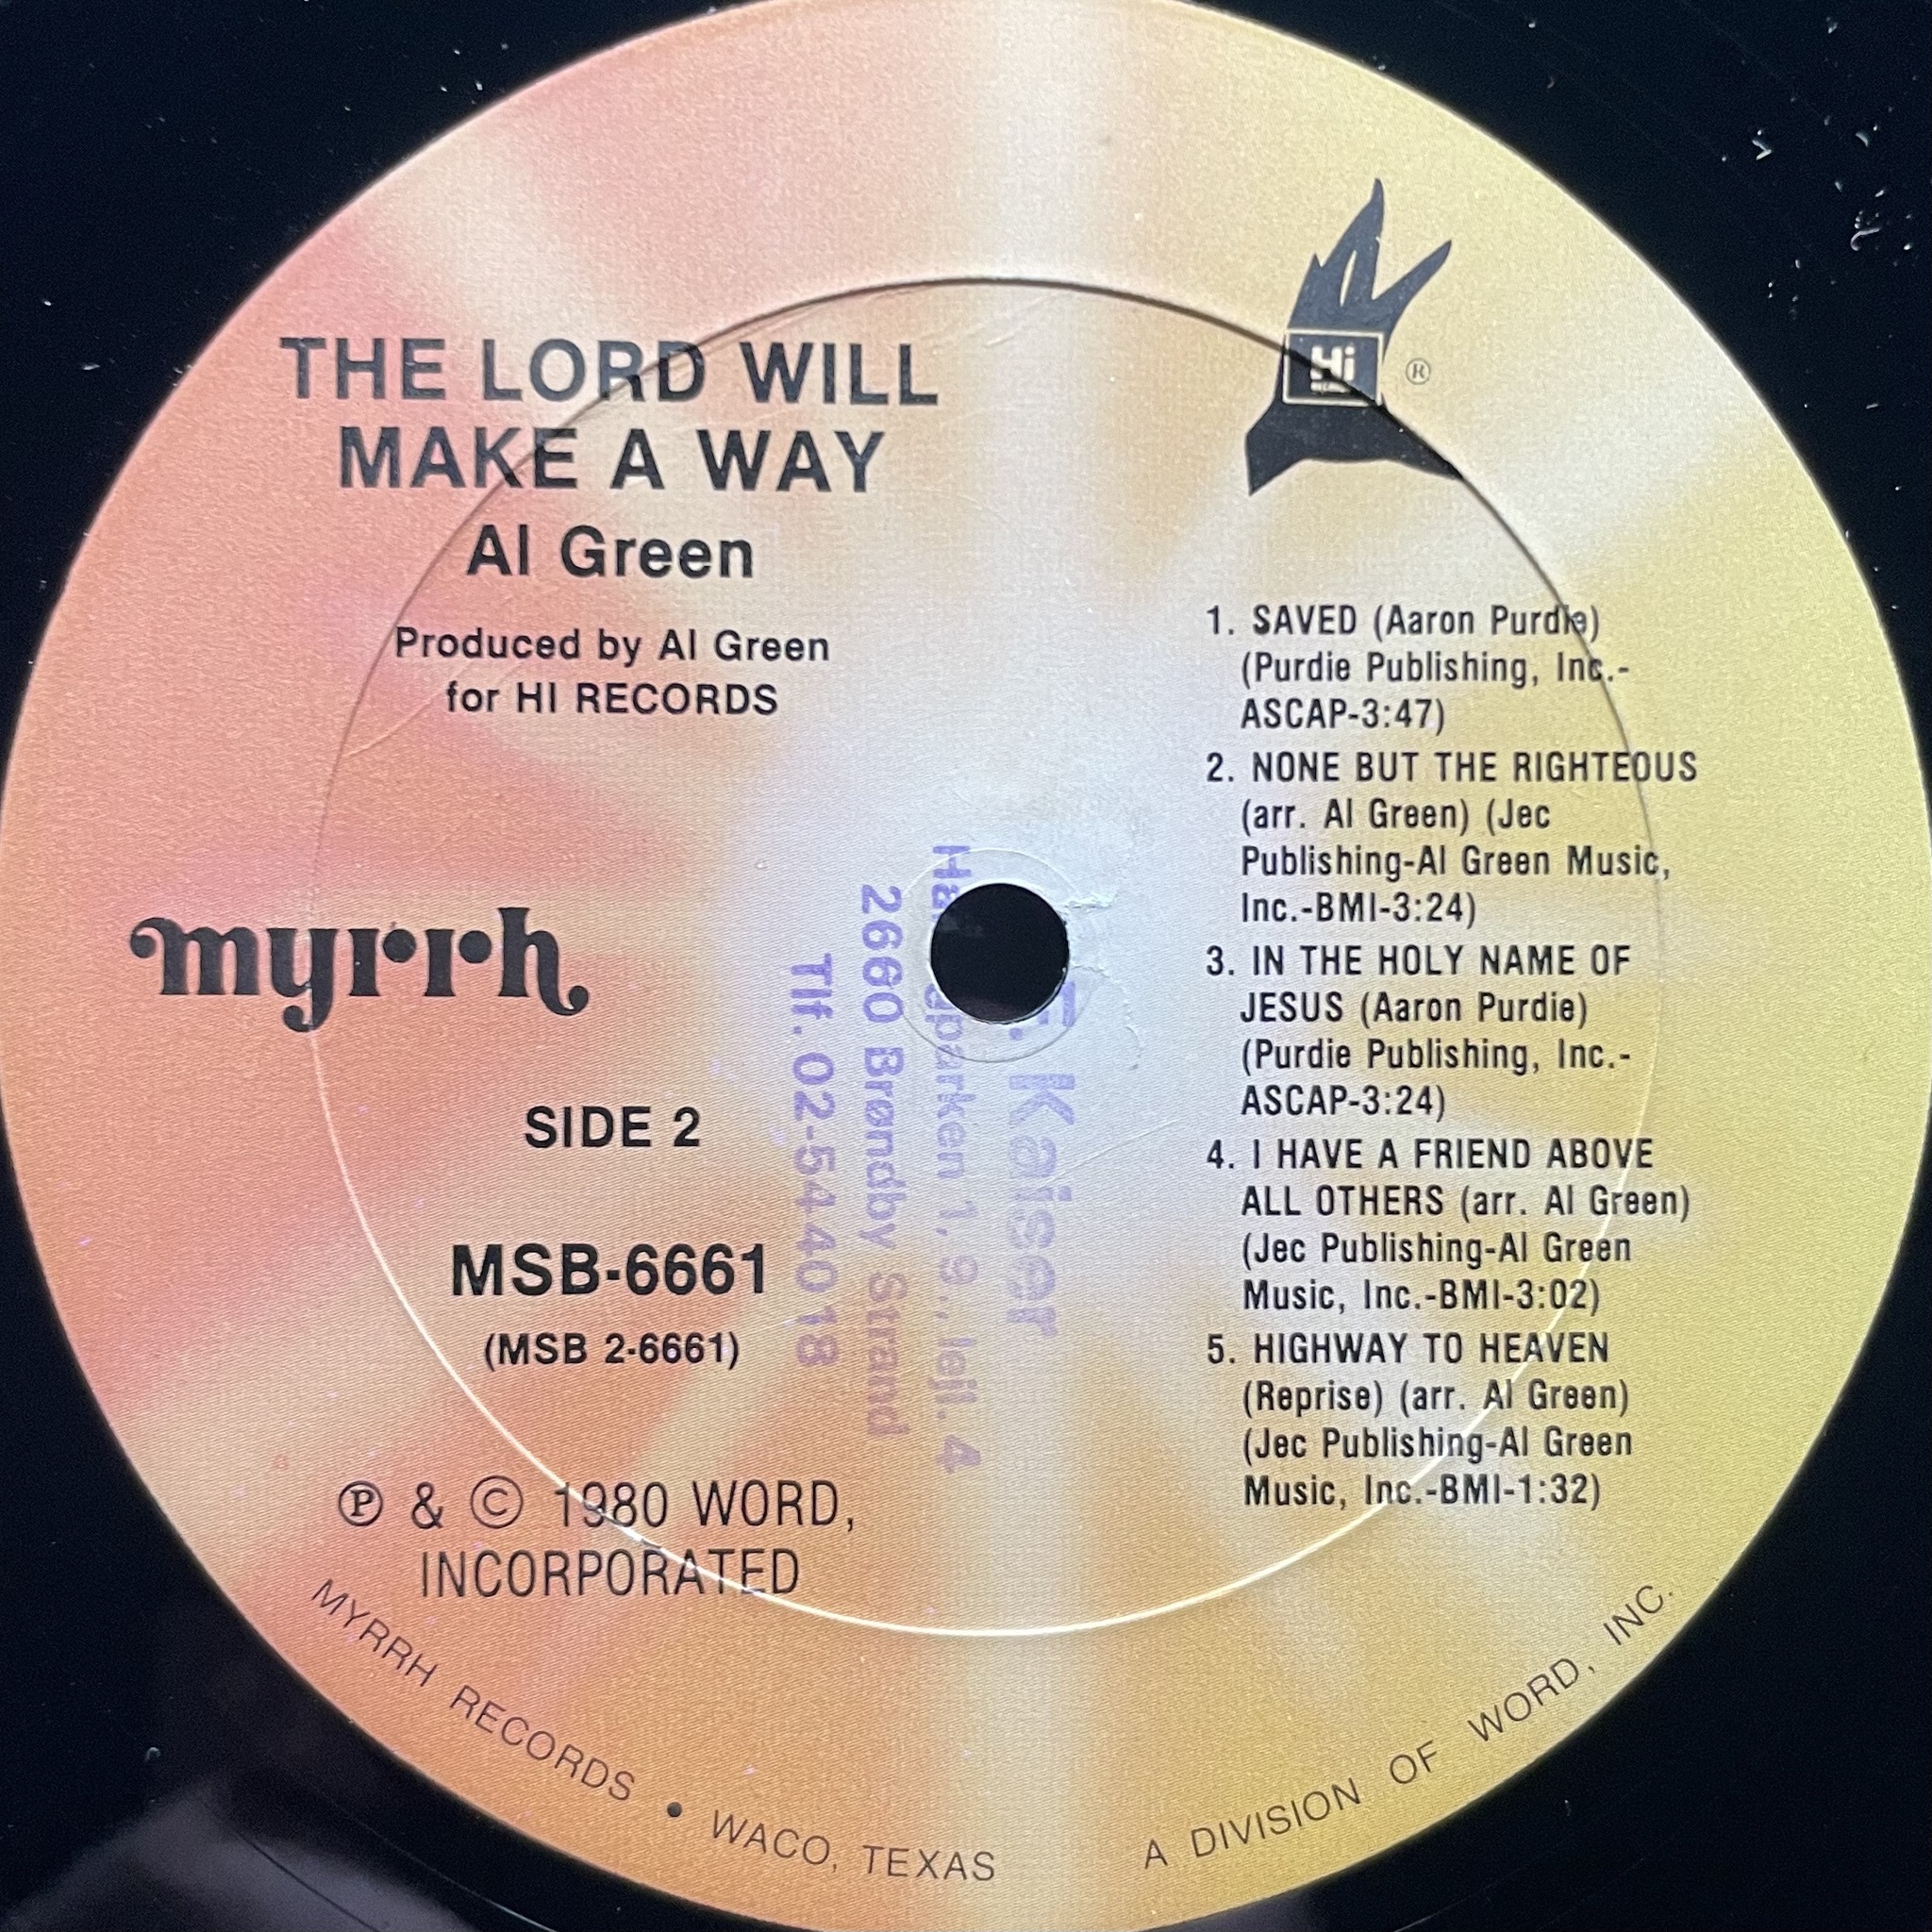 THE LORD WILL
MAKE A WAY
Al Green
Produced by Al Green
for HI RECORDS
myrrh
SIDE 2
MSB-6661
(MSB 2-6661)
℗ & © 1980 WORD,
INCORPORATED
Hi
®
1. SAVED (Aaron Purdie)
(Purdie Publishing, Inc.-
ASCAP-3:47)
2. NONE BUT THE RIGHTEOUS
(arr. Al Green) (Jec
Publishing-Al Green Music,
Inc.-BMI-3:24)
3. IN THE HOLY NAME OF
JESUS (Aaron Purdie)
(Purdie Publishing, Inc.-
ASCAP-3:24)
4. I HAVE A FRIEND ABOVE
ALL OTHERS (arr. Al Green)
(Jec Publishing-Al Green
Music, Inc.-BMI-3:02)
5. HIGHWAY TO HEAVEN
(Reprise) (arr. Al Green)
(Jec Publishing-Al Green
Music, Inc.-BMI-1:32)
Kaiser
1, 9., lejl. 4
2660 Brøndby Strand
Tlf. 02-54 40 18
MYRRH RECORDS • WACO, TEXAS
A DIVISION OF WORD, INC.